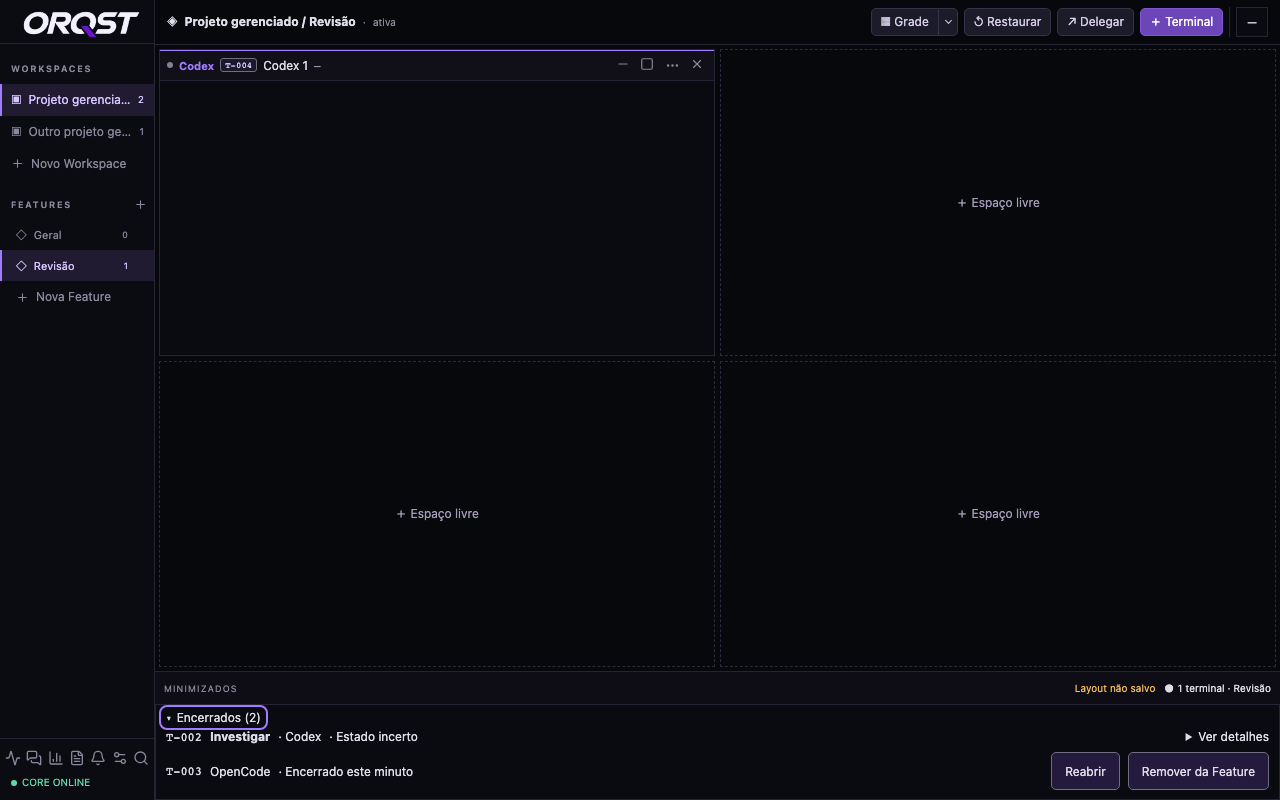 ORQST
Projeto gerenciado / Revisão · ativa
Grade
Restaurar
Delegar
+ Terminal
WORKSPACES
Projeto gerencia... 2
Outro projeto ge... 1
+ Novo Workspace
FEATURES +
Geral 0
Revisão 1
+ Nova Feature
Codex T-004 Codex 1 —
+ Espaço livre
+ Espaço livre
+ Espaço livre
MINIMIZADOS
Layout não salvo
1 terminal · Revisão
Encerrados (2)
T-002 Investigar · Codex · Estado incerto
Ver detalhes
T-003 OpenCode · Encerrado este minuto
Reabrir
Remover da Feature
CORE ONLINE